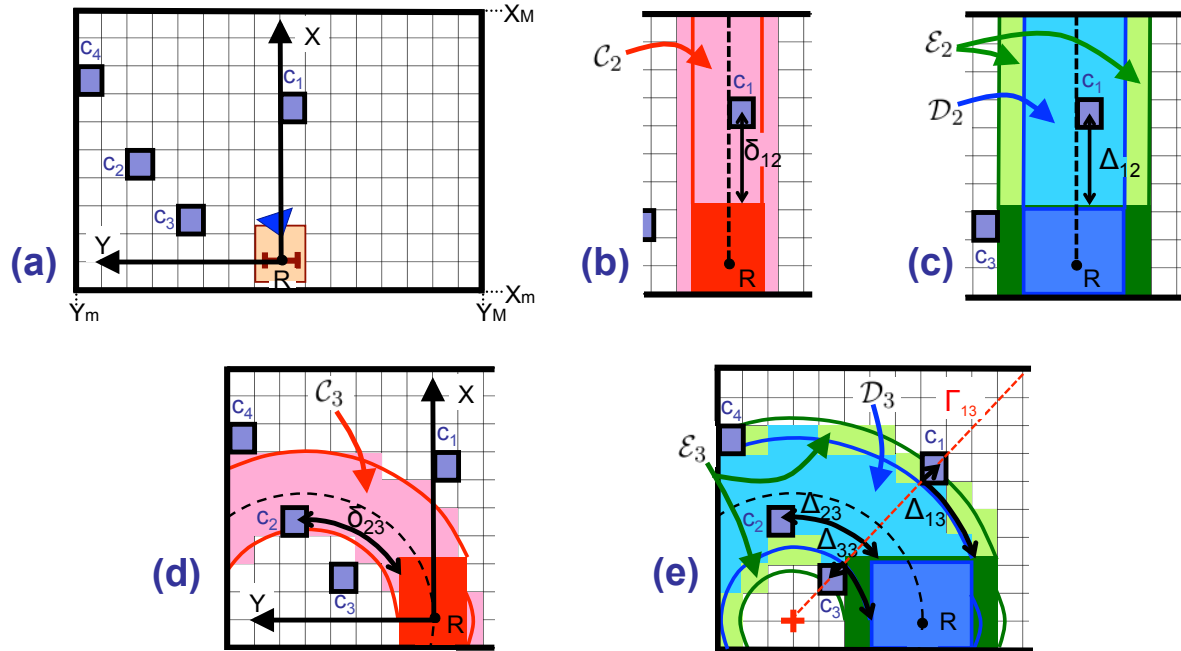 X_M
X
c₄
c₁
c₂
c₃
Y
R
(a)
X_m
Y_m
Y_M
𝒞₂
c₁
δ₁₂
(b)
R
ℰ₂
c₁
𝒟₂
Δ₁₂
(c)
c₃
R
𝒞₃
X
c₄
c₁
c₂
δ₂₃
(d)
c₃
Y
R
𝒟₃
Γ₁₃
c₄
c₁
ℰ₃
Δ₂₃
Δ₁₃
c₂
Δ₃₃
(e)
c₃
R